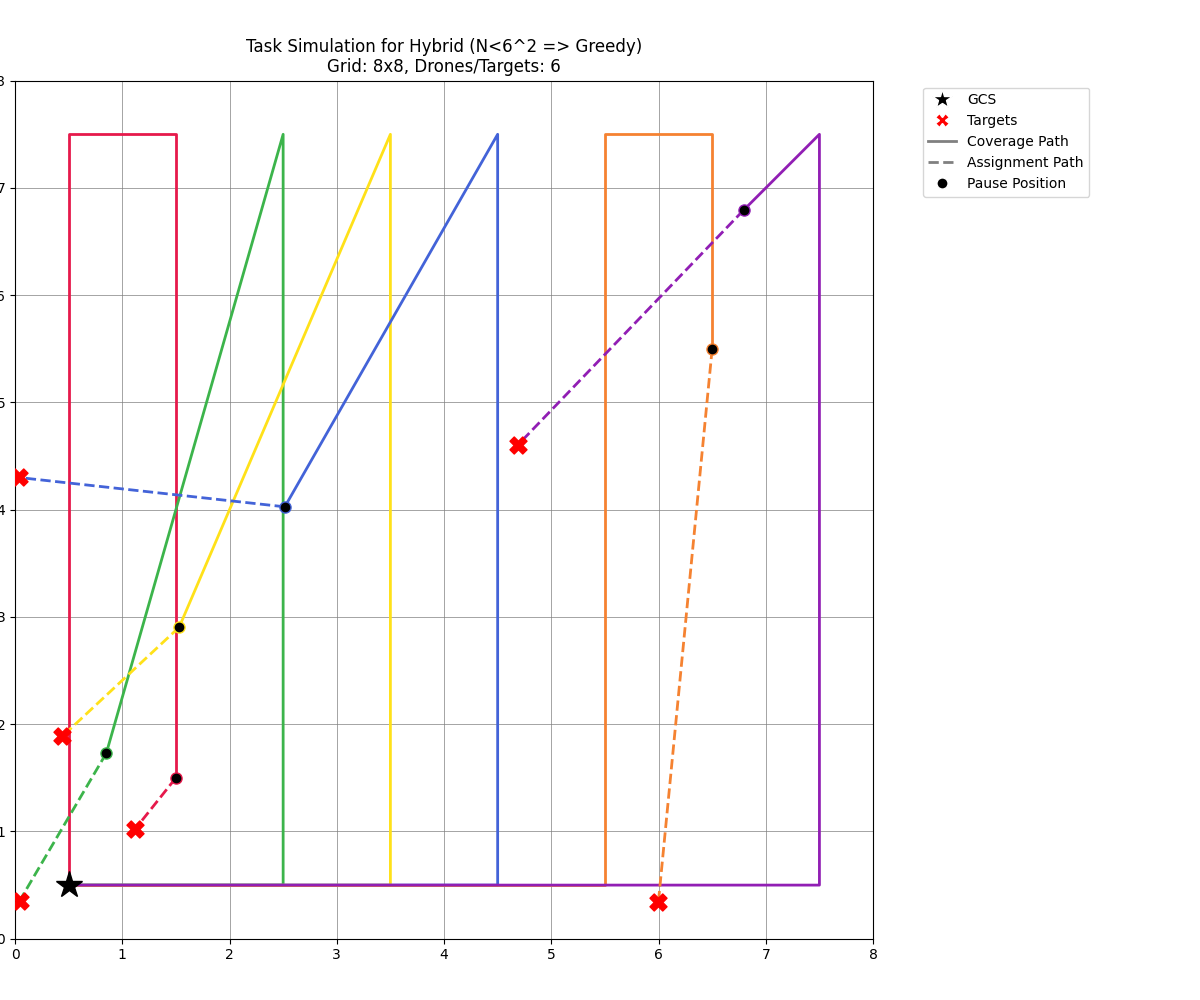 Task Simulation for Hybrid (N<6^2 => Greedy)
Grid: 8x8, Drones/Targets: 6
GCS
Targets
Coverage Path
Assignment Path
Pause Position
8
7
6
5
4
3
2
1
0
0 1 2 3 4 5 6 7 8